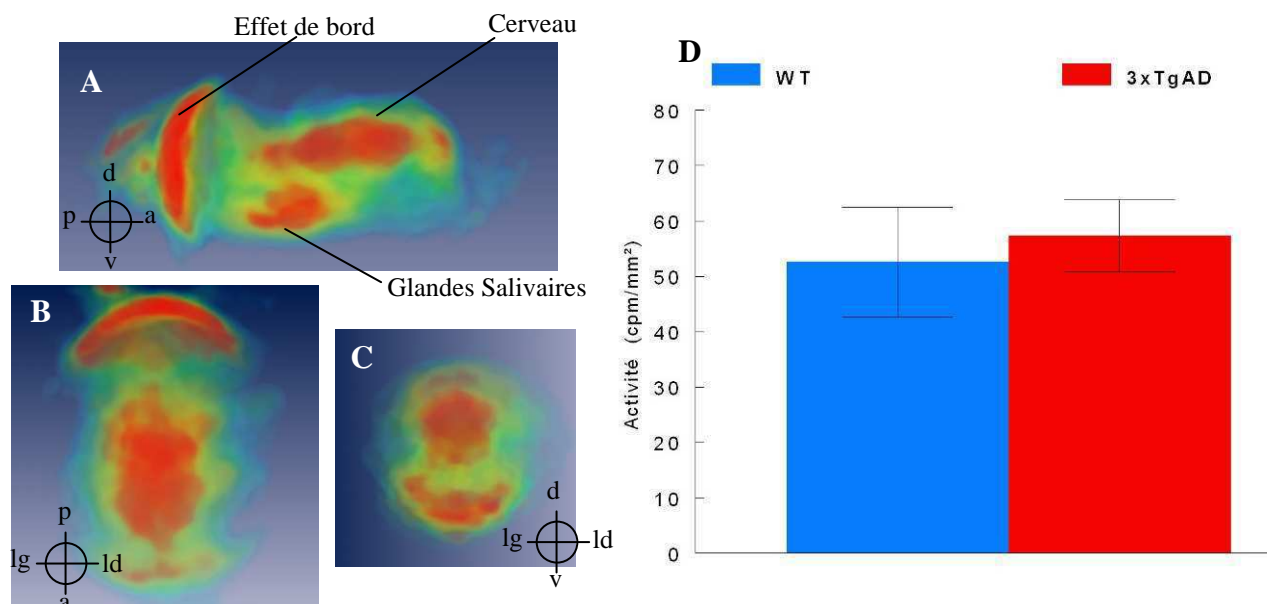 Effet de bord
Cerveau
A
d
p
a
v
Glandes Salivaires
B
p
lg
ld
a
C
d
lg
ld
v
D
WT
3xTgAD
Activité (cpm/mm²)
80
70
60
50
40
30
20
10
0